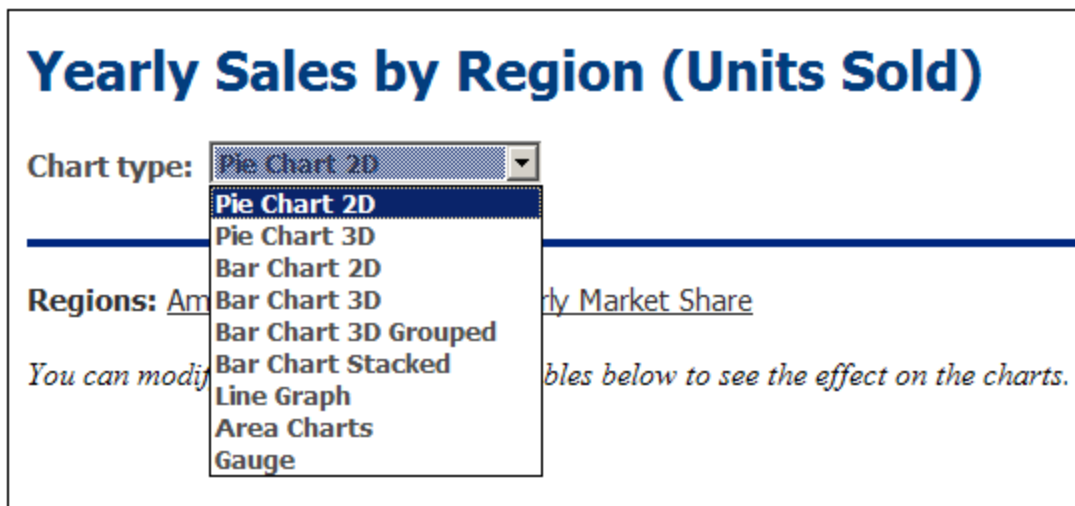 Yearly Sales by Region (Units Sold)
Chart type: Pie Chart 2D
Pie Chart 2D
Pie Chart 3D
Bar Chart 2D
Regions: Am
Bar Chart 3D
rly Market Share
Bar Chart 3D Grouped
You can modif
Bar Chart Stacked
bles below to see the effect on the charts.
Line Graph
Area Charts
Gauge